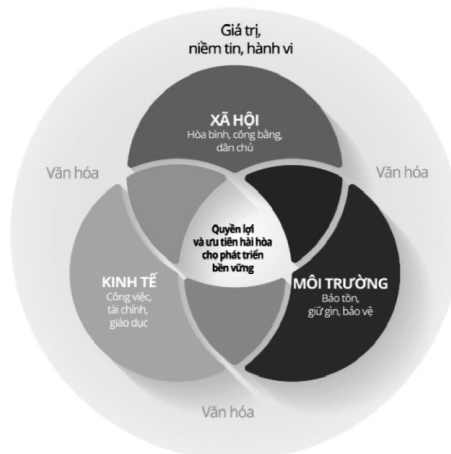 Giá trị,
niềm tin, hành vi
XÃ HỘI
Hòa bình, công bằng,
dân chủ
Văn hóa
Văn hóa
Quyền lợi
và ưu tiên hài hòa
cho phát triển
bền vững
KINH TẾ
Công việc,
tài chính,
giáo dục
MÔI TRƯỜNG
Bảo tồn,
giữ gìn, bảo vệ
Văn hóa